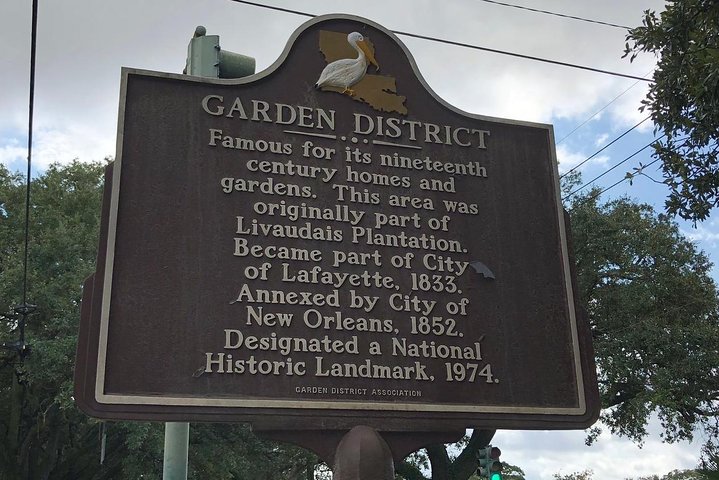 GARDEN DISTRICT
Famous for its nineteenth
century homes and
gardens. This area was
originally part of
Livaudais Plantation.
Became part of City
of Lafayette, 1833.
Annexed by City of
New Orleans, 1852.
Designated a National
Historic Landmark, 1974.
GARDEN DISTRICT ASSOCIATION